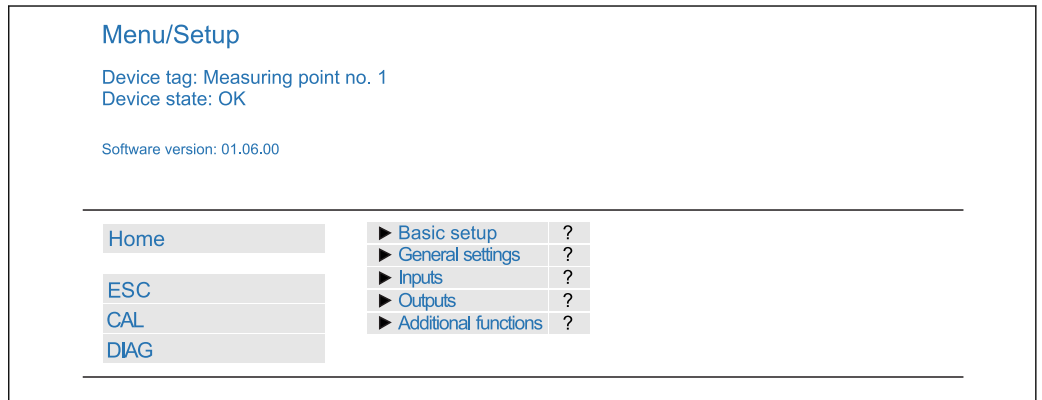 Menu/Setup
Device tag: Measuring point no. 1
Device state: OK
Software version: 01.06.00
Home
ESC
CAL
DIAG
► Basic setup ?
► General settings ?
► Inputs ?
► Outputs ?
► Additional functions ?